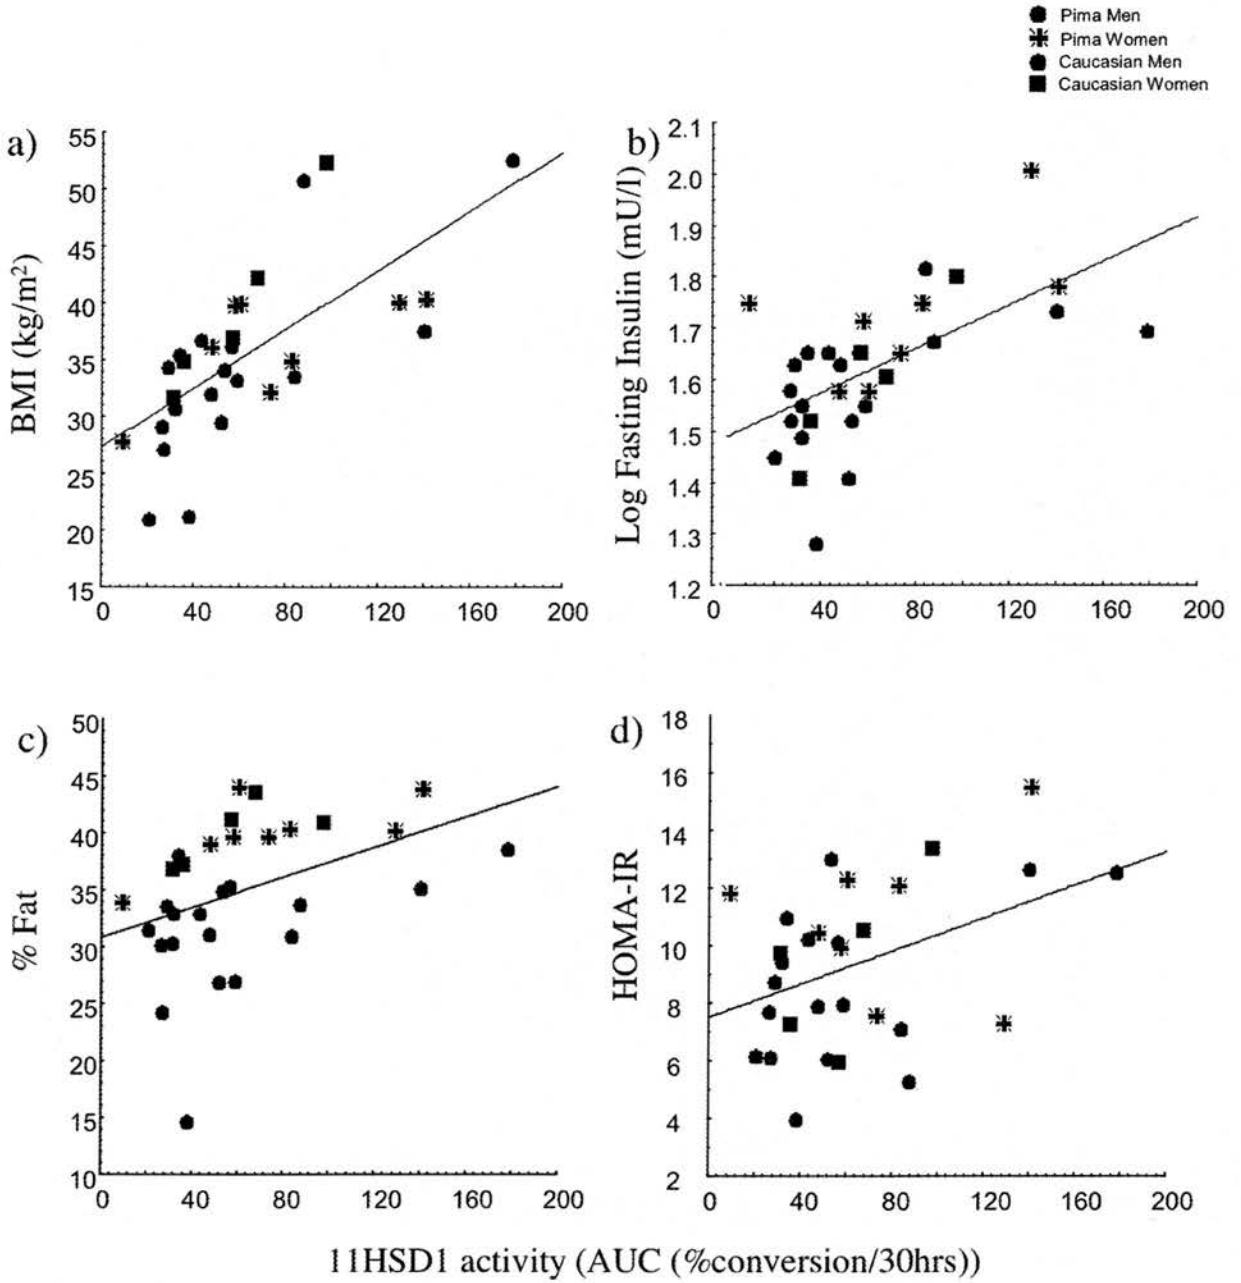 Pima Men
Pima Women
Caucasian Men
Caucasian Women
a)
55
50
45
40
35
30
25
20
15
BMI (kg/m²)
0 40 80 120 160 200
b)
2.1
2.0
1.9
1.8
1.7
1.6
1.5
1.4
1.3
1.2
Log Fasting Insulin (mU/l)
0 40 80 120 160 200
c)
50
45
40
35
30
25
20
15
10
% Fat
0 40 80 120 160 200
d)
18
16
14
12
10
8
6
4
2
HOMA-IR
0 40 80 120 160 200
11HSD1 activity (AUC (%conversion/30hrs))